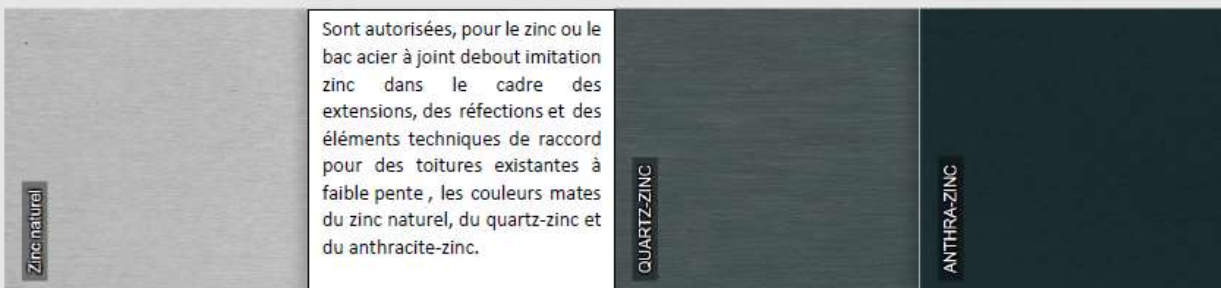 Zinc naturel
Sont autorisées, pour le zinc ou le
bac acier à joint debout imitation
zinc dans le cadre des
extensions, des réfections et des
éléments techniques de raccord
pour des toitures existantes à
faible pente , les couleurs mates
du zinc naturel, du quartz-zinc et
du anthracite-zinc.
QUARTZ-ZINC
ANTHRA-ZINC